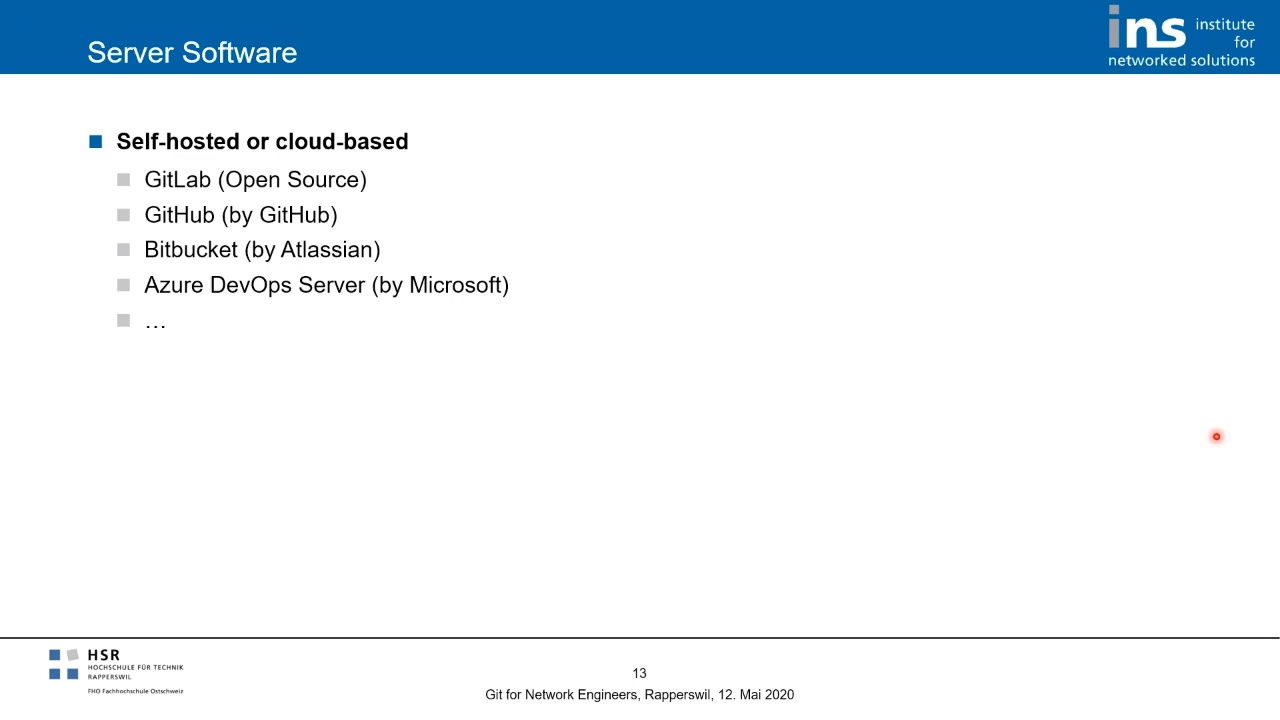 Server Software
ins institute
for
networked solutions
Self-hosted or cloud-based
GitLab (Open Source)
GitHub (by GitHub)
Bitbucket (by Atlassian)
Azure DevOps Server (by Microsoft)
…
HSR
HOCHSCHULE FÜR TECHNIK
RAPPERSWIL
FHO Fachhochschule Ostschweiz
13
Git for Network Engineers, Rapperswil, 12. Mai 2020